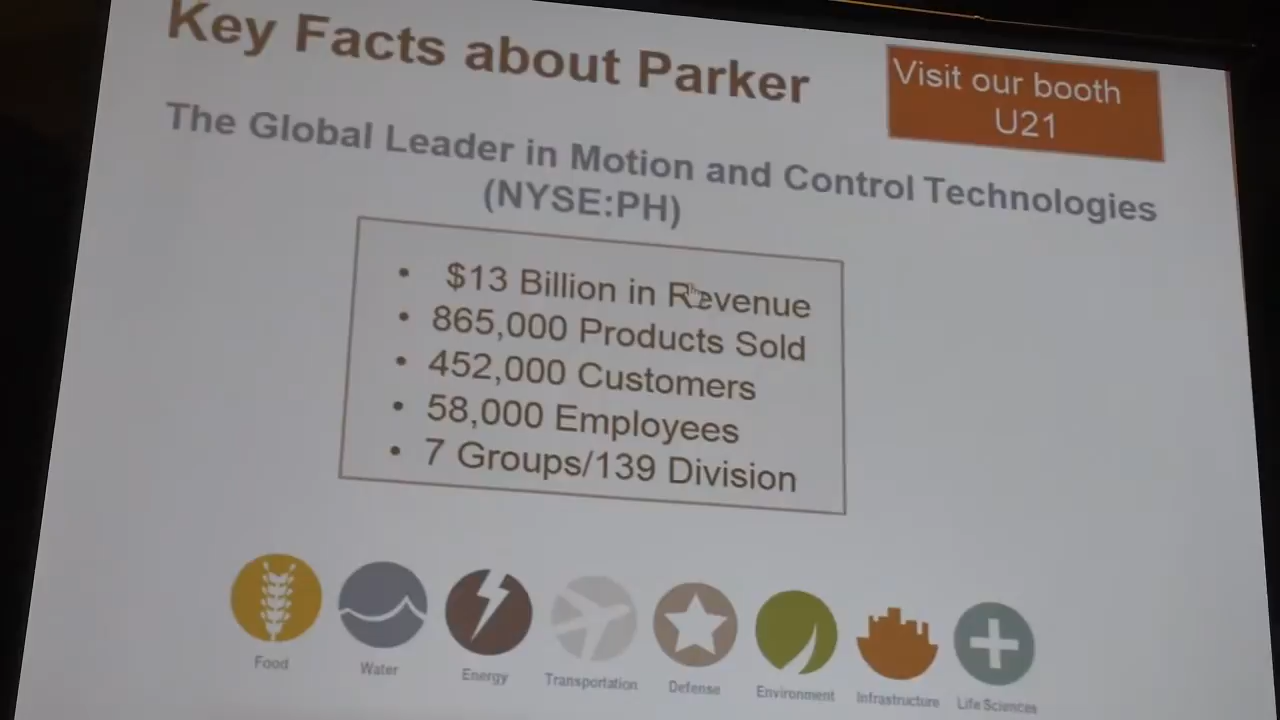 Key Facts about Parker
Visit our booth
U21
The Global Leader in Motion and Control Technologies
(NYSE:PH)
• $13 Billion in Revenue
• 865,000 Products Sold
• 452,000 Customers
• 58,000 Employees
• 7 Groups/139 Division
Food
Water
Energy
Transportation
Defense
Environment
Infrastructure
Life Sciences